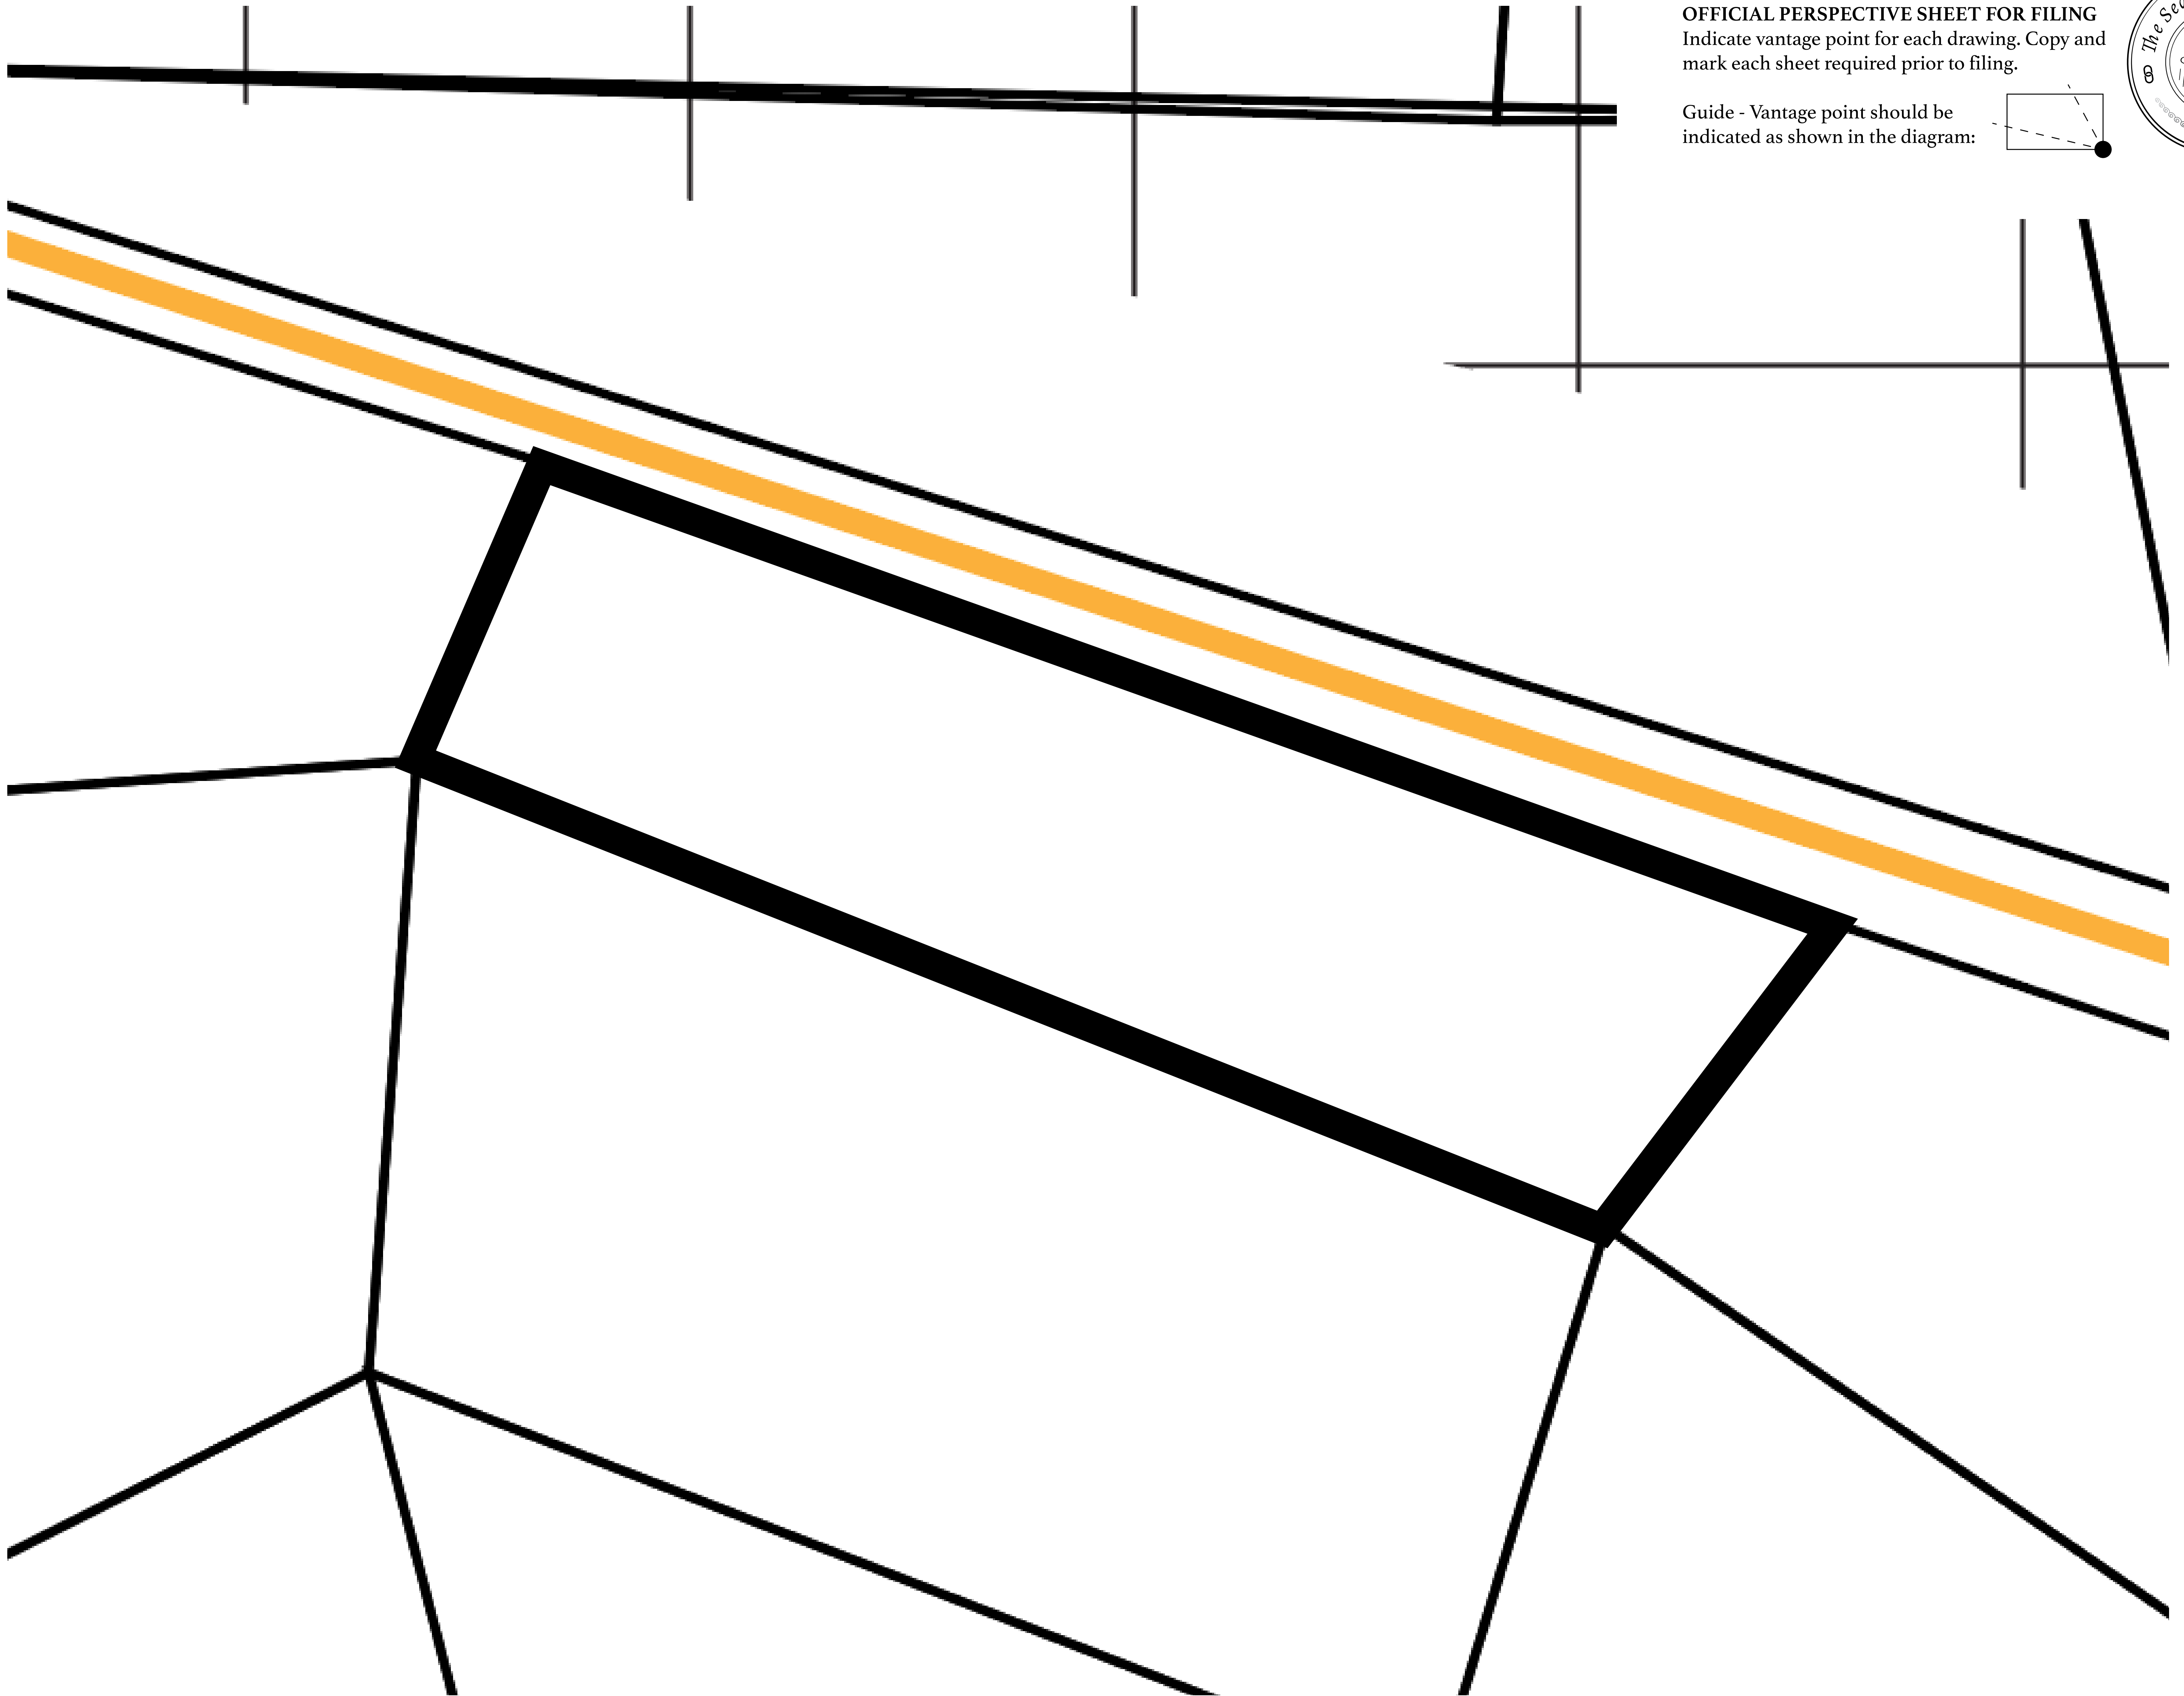 OFFICIAL PERSPECTIVE SHEET FOR FILING
Indicate vantage point for each drawing. Copy and
mark each sheet required prior to filing.
Guide - Vantage point should be
indicated as shown in the diagram:
The